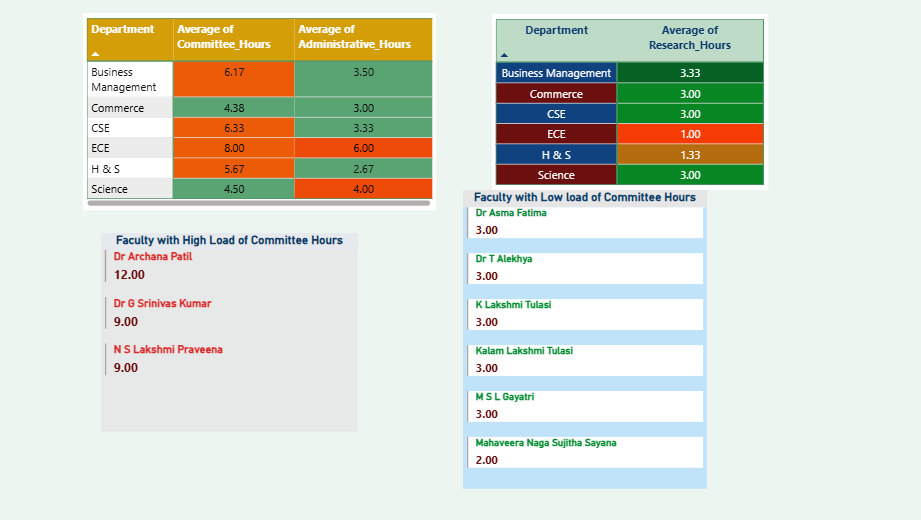 Department Average of Average of
Committee_Hours Administrative_Hours
Business 6.17 3.50
Management
Commerce 4.38 3.00
CSE 6.33 3.33
ECE 8.00 6.00
H & S 5.67 2.67
Science 4.50 4.00
Department Average of
Research_Hours
Business Management 3.33
Commerce 3.00
CSE 3.00
ECE 1.00
H & S 1.33
Science 3.00
Faculty with High Load of Committee Hours
Dr Archana Patil
12.00
Dr G Srinivas Kumar
9.00
N S Lakshmi Praveena
9.00
Faculty with Low load of Committee Hours
Dr Asma Fatima
3.00
Dr T Alekhya
3.00
K Lakshmi Tulasi
3.00
Kalam Lakshmi Tulasi
3.00
M S L Gayatri
3.00
Mahaveera Naga Sujitha Sayana
2.00